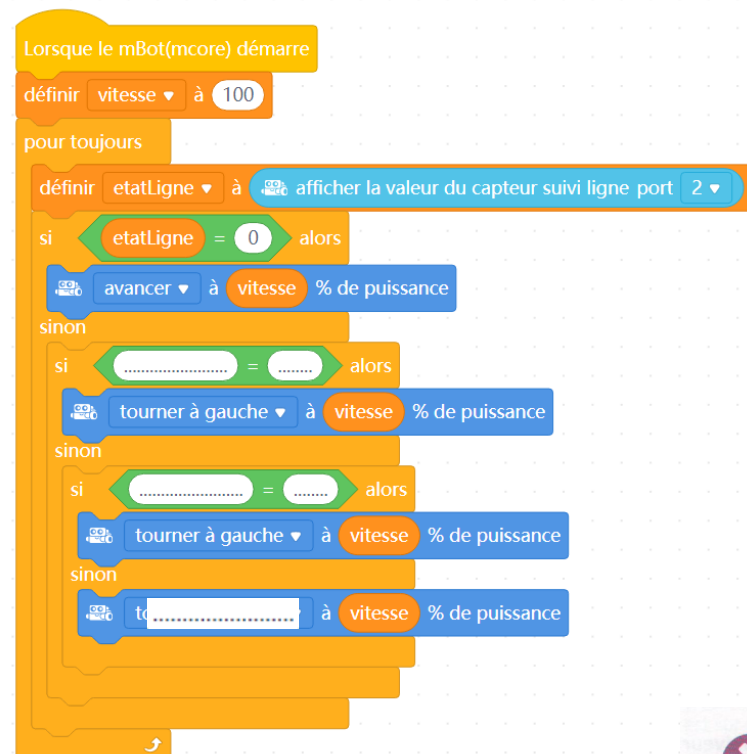 Lorsque le mBot(mcore) démarre
définir vitesse à 100
pour toujours
définir etatLigne à afficher la valeur du capteur suivi ligne port 2
si etatLigne = 0 alors
avancer à vitesse % de puissance
sinon
si ........................... = ......... alors
tourner à gauche à vitesse % de puissance
sinon
si ........................... = ......... alors
tourner à gauche à vitesse % de puissance
sinon
........................ à vitesse % de puissance